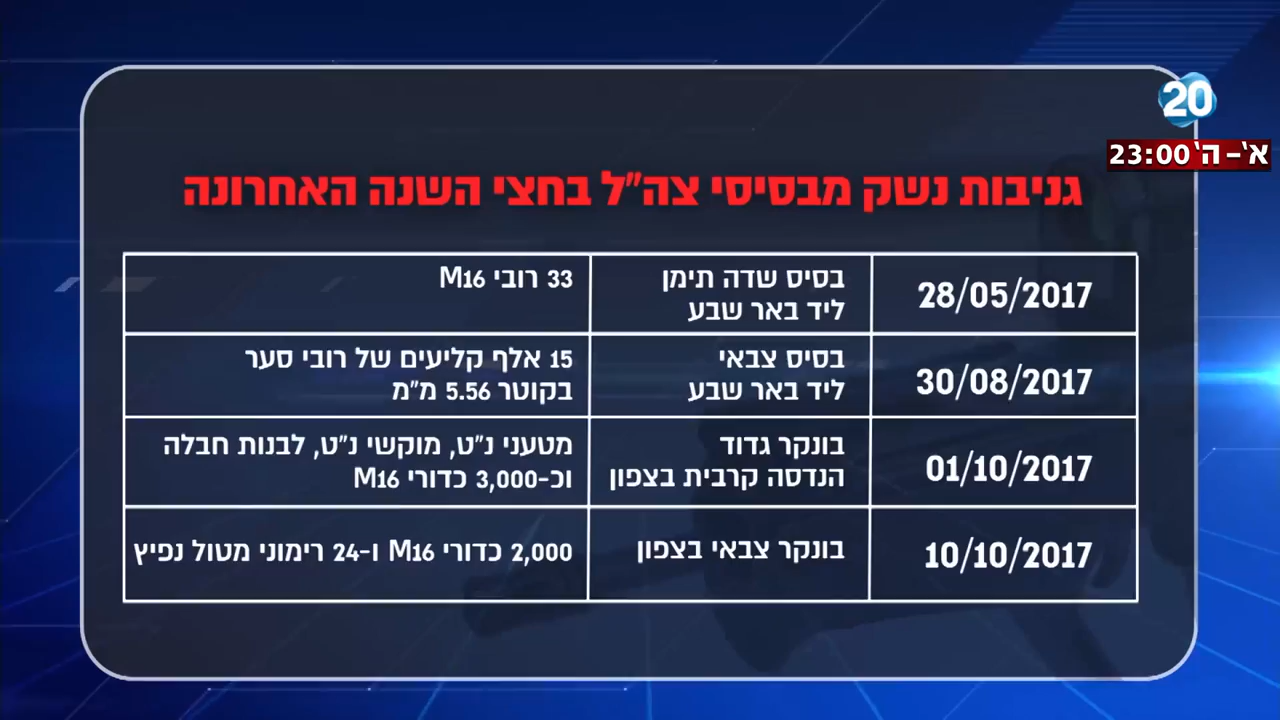 20
א'-ה' 23:00
גניבות נשק מבסיסי צה"ל בחצי השנה האחרונה
28/05/2017
בסיס שדה תימן
ליד באר שבע
33 רובי M16
30/08/2017
בסיס צבאי
ליד באר שבע
15 אלף קליעים של רובי סער
בקוטר 5.56 מ"מ
01/10/2017
בונקר גדוד
הנדסה קרבית בצפון
מטעני נ"ט, מוקשי נ"ט, לבנות חבלה
וכ-3,000 כדורי M16
10/10/2017
בונקר צבאי בצפון
2,000 כדורי M16 ו-24 רימוני מטול נפיץ